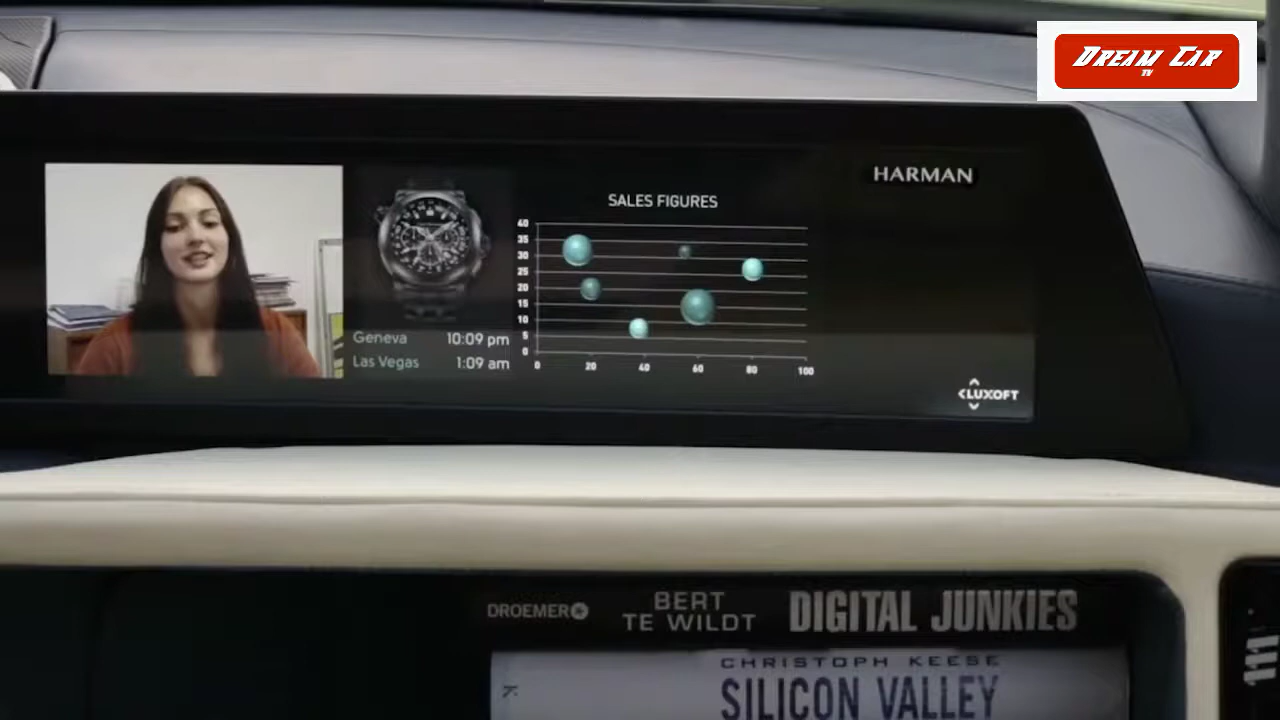 DREAM CAR
TV
HARMAN
SALES FIGURES
40
35
30
25
20
15
10
5
0
0 20 40 60 80 100
Geneva 10:09 pm
Las Vegas 1:09 am
LUXOFT
DROEMER
BERT
TE WILDT
DIGITAL JUNKIES
CHRISTOPH KEESE
SILICON VALLEY